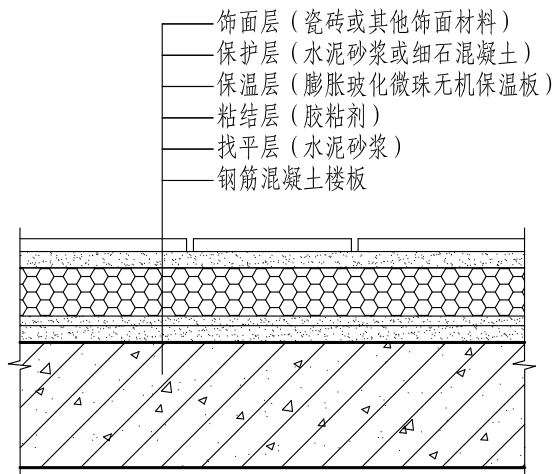 饰面层（瓷砖或其他饰面材料）
保护层（水泥砂浆或细石混凝土）
保温层（膨胀玻化微珠无机保温板）
粘结层（胶粘剂）
找平层（水泥砂浆）
钢筋混凝土楼板